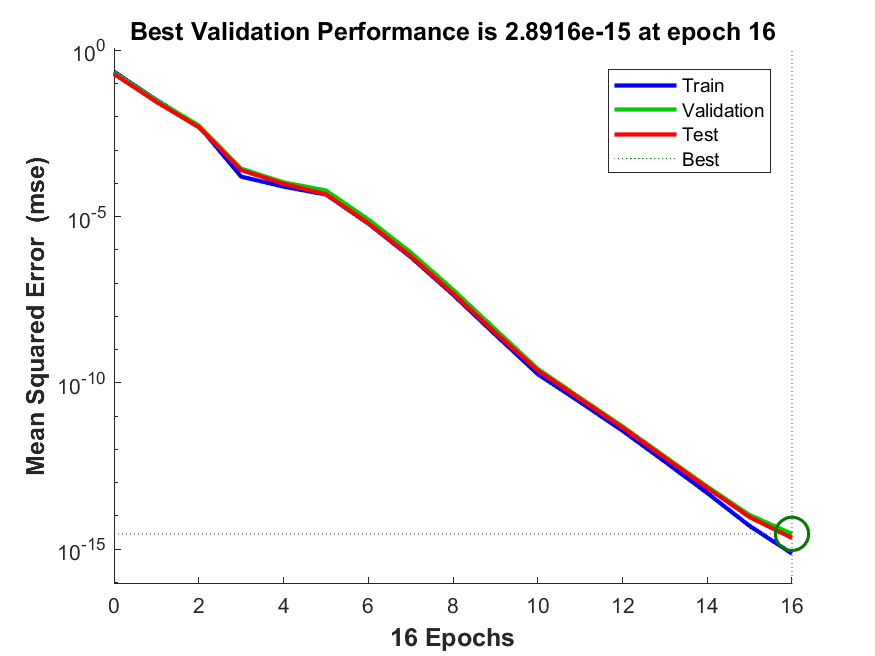 Best Validation Performance is 2.8916e-15 at epoch 16
Mean Squared Error (mse)
10^0
10^-5
10^-10
10^-15
Train
Validation
Test
Best
0 2 4 6 8 10 12 14 16
16 Epochs